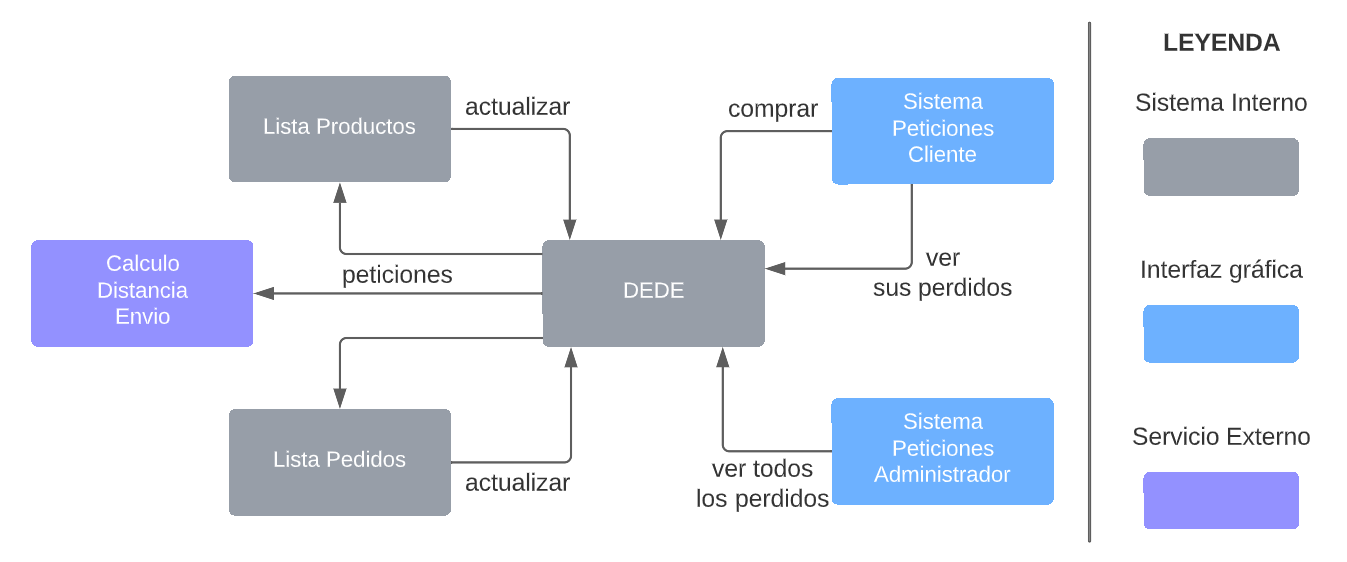 LEYENDA
Sistema Interno
Interfaz gráfica
Servicio Externo
Lista Productos
actualizar
comprar
Sistema
Peticiones
Cliente
Calculo
Distancia
Envio
peticiones
DEDE
ver
sus perdidos
Lista Pedidos
actualizar
ver todos
los perdidos
Sistema
Peticiones
Administrador